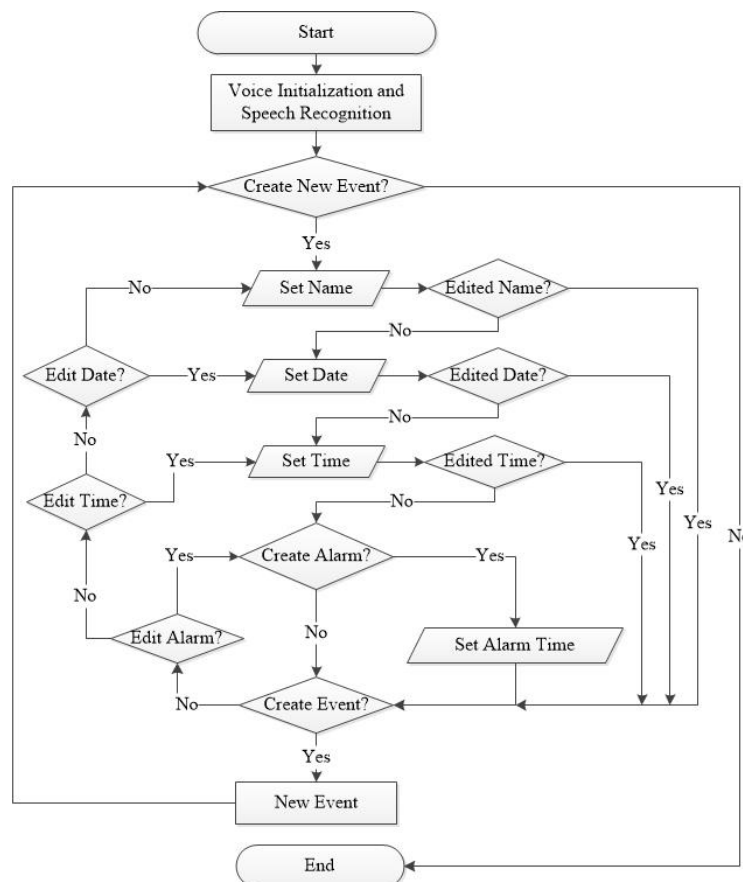 Start
Voice Initialization and
Speech Recognition
Create New Event?
Yes
No
Set Name
Edited Name?
No
Edit Date?
Yes
Set Date
Edited Date?
No
No
Yes
Set Time
Edited Time?
Edit Time?
No
Yes
Yes
Yes
No
Yes
Create Alarm?
Yes
No
Edit Alarm?
No
Set Alarm Time
No
Create Event?
Yes
New Event
End